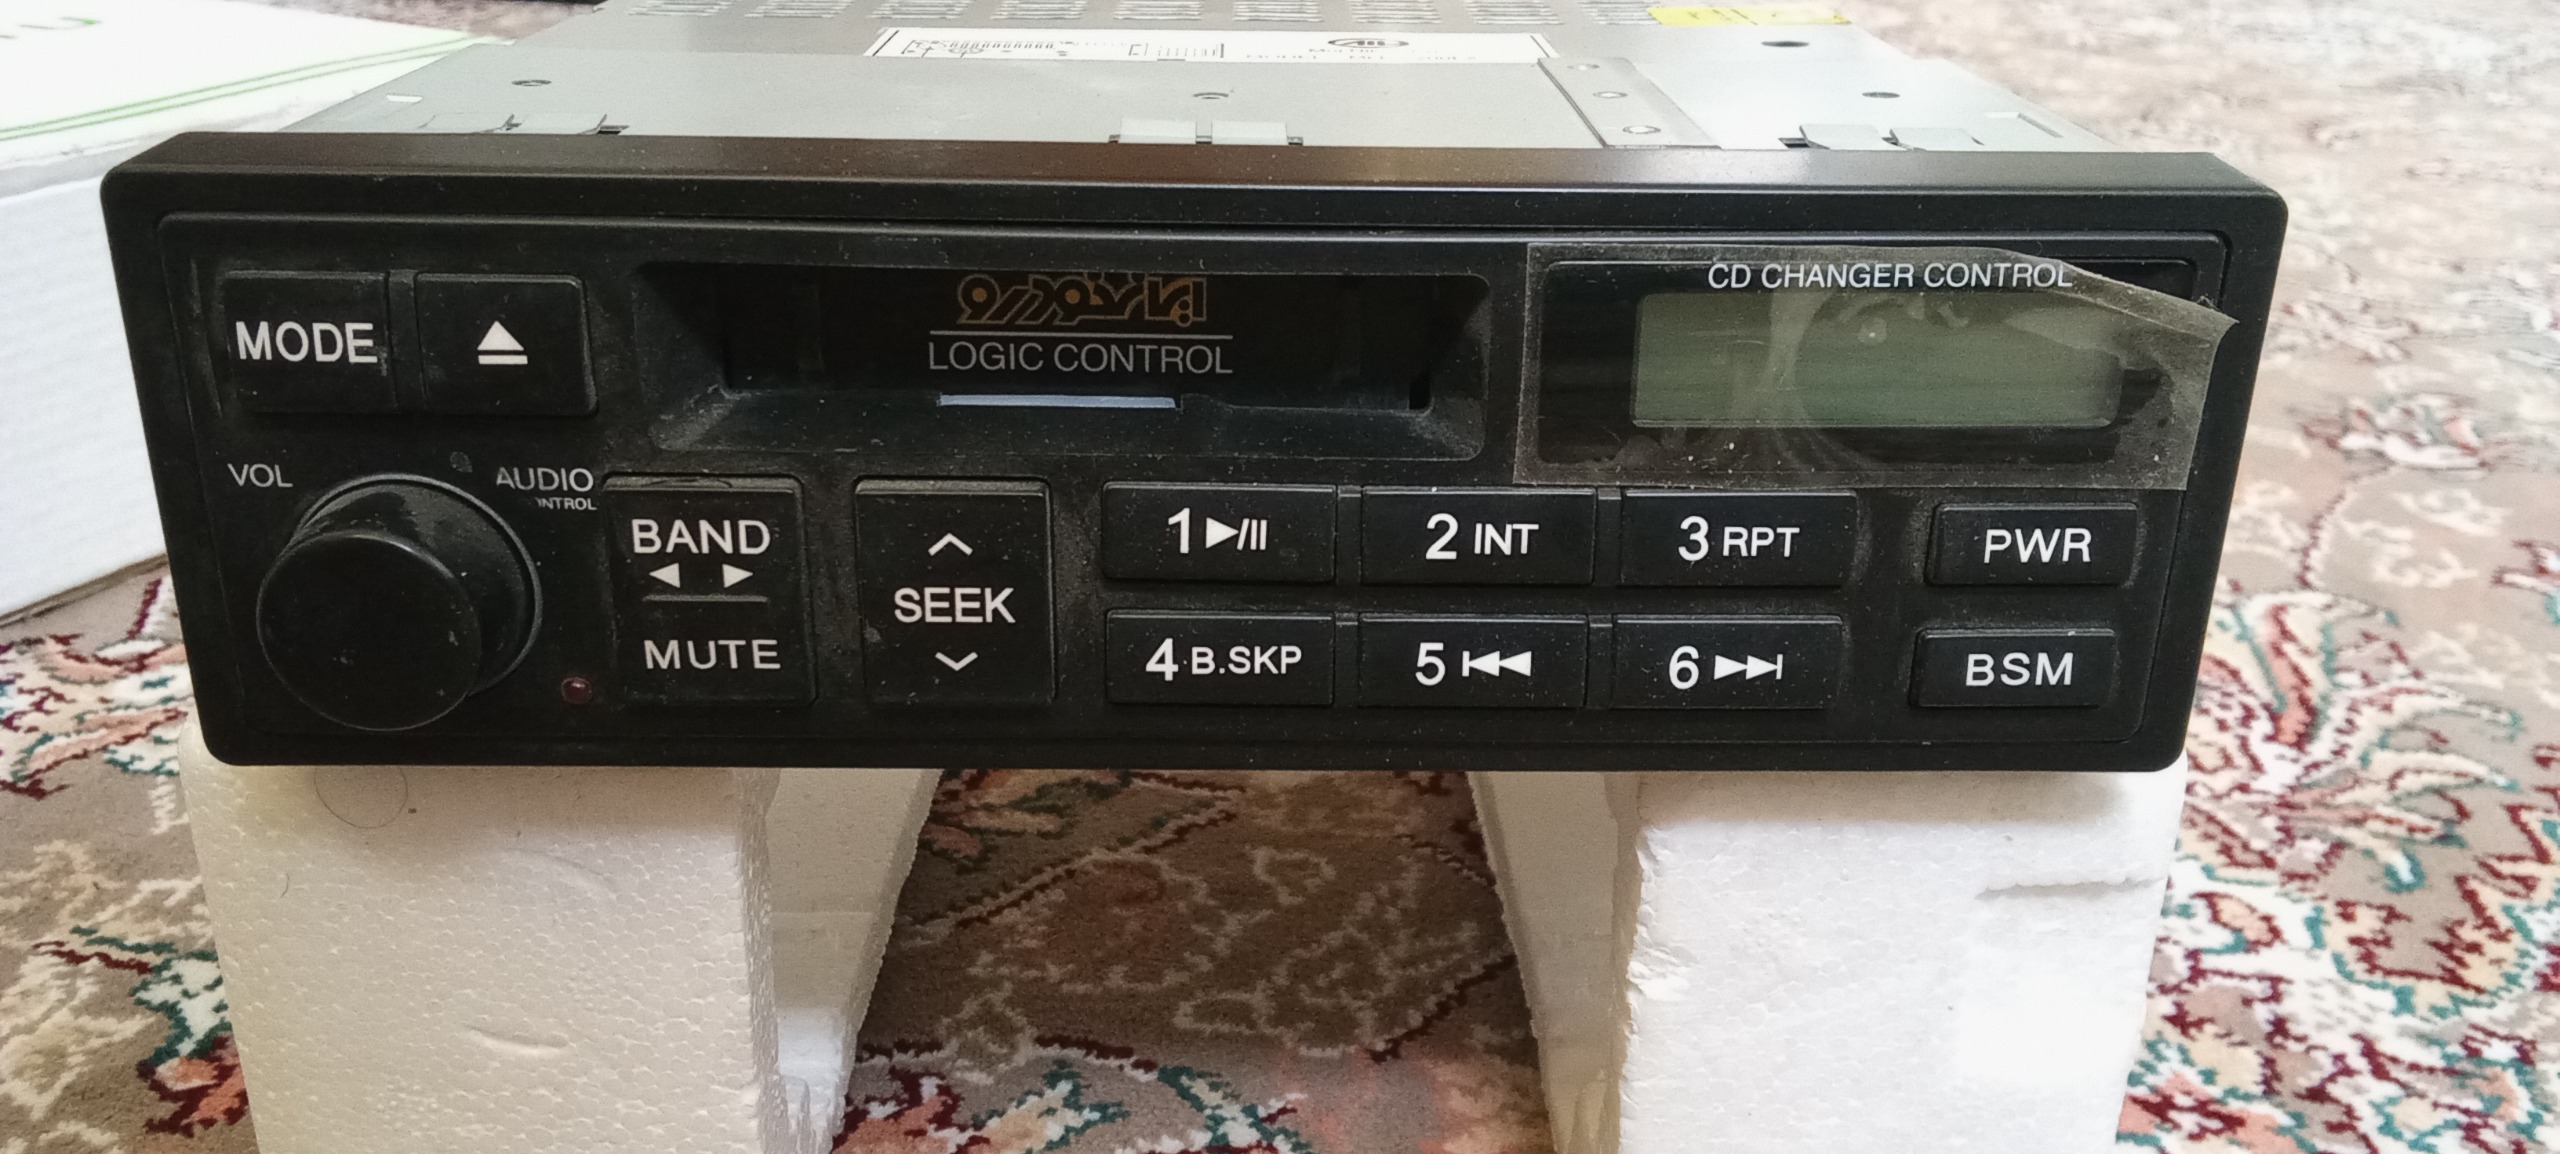 CD CHANGER CONTROL
ایران‌خودرو
LOGIC CONTROL
MODE ⏏
VOL
AUDIO
BAND
◀ ▶
MUTE
SEEK
1 ▶/II
2 INT
3 RPT
PWR
4 B.SKP
5 I◀◀
6 ▶▶I
BSM